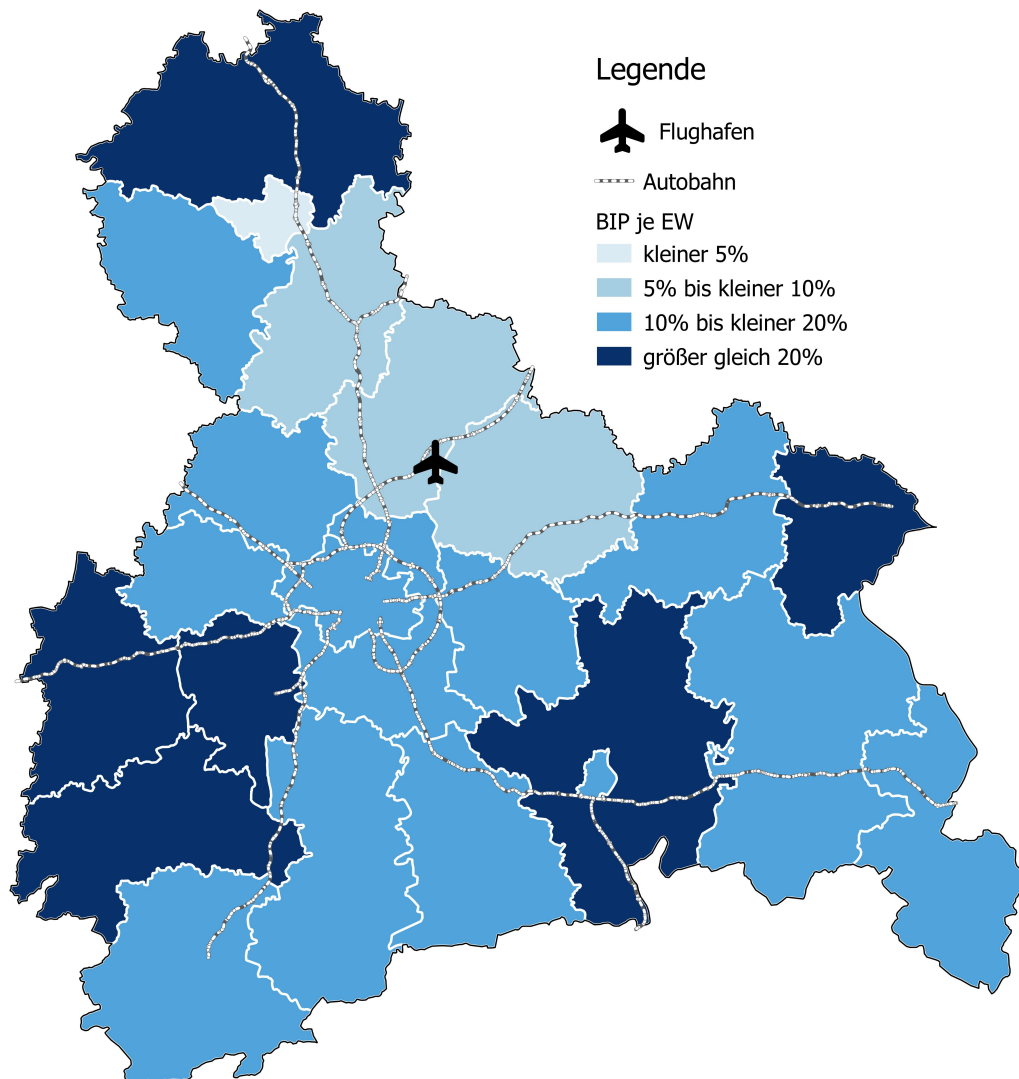 Legende
Flughafen
Autobahn
BIP je EW
kleiner 5%
5% bis kleiner 10%
10% bis kleiner 20%
größer gleich 20%